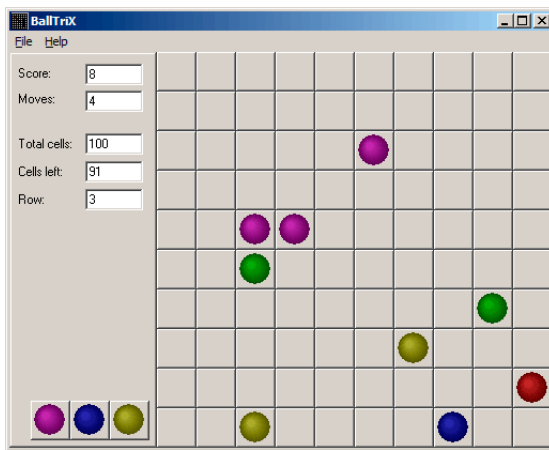 BallTriX
File Help
Score: 8
Moves: 4
Total cells: 100
Cells left: 91
Row: 3